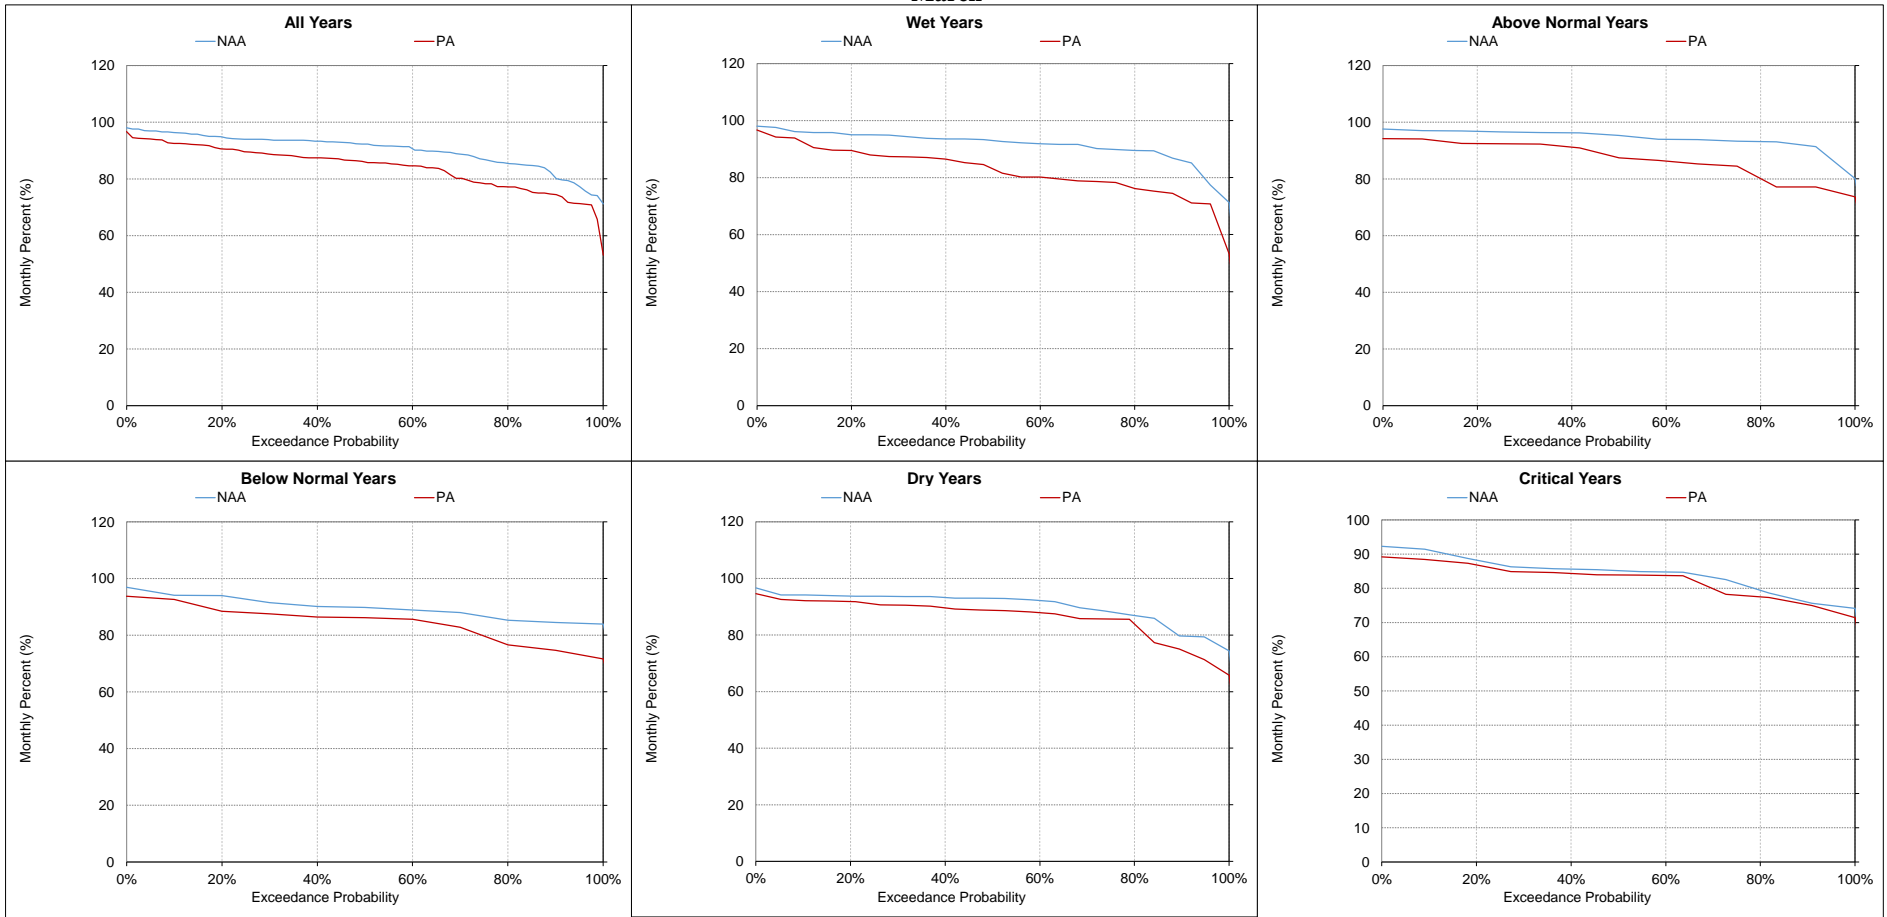 All Years
NAA PA
120
100
80
60
40
20
0
0% 20% 40% 60% 80% 100%
Monthly Percent (%)
Exceedance Probability
Wet Years
NAA PA
120
100
80
60
40
20
0
0% 20% 40% 60% 80% 100%
Monthly Percent (%)
Exceedance Probability
Above Normal Years
NAA PA
120
100
80
60
40
20
0
0% 20% 40% 60% 80% 100%
Monthly Percent (%)
Exceedance Probability
Below Normal Years
NAA PA
120
100
80
60
40
20
0
0% 20% 40% 60% 80% 100%
Monthly Percent (%)
Exceedance Probability
Dry Years
NAA PA
120
100
80
60
40
20
0
0% 20% 40% 60% 80% 100%
Monthly Percent (%)
Exceedance Probability
Critical Years
NAA PA
100
90
80
70
60
50
40
30
20
10
0
0% 20% 40% 60% 80% 100%
Monthly Percent (%)
Exceedance Probability